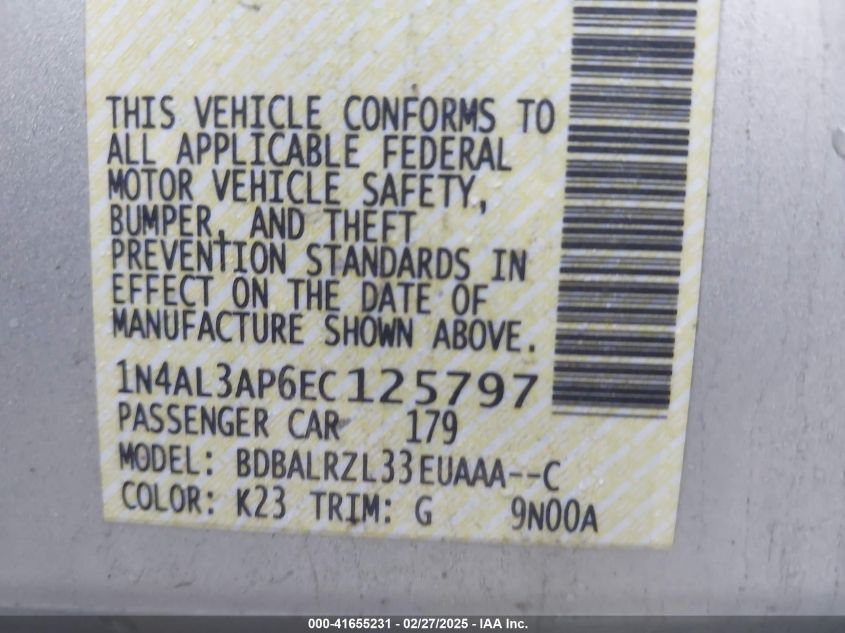 THIS VEHICLE CONFORMS TO
ALL APPLICABLE FEDERAL
MOTOR VEHICLE SAFETY,
BUMPER, AND THEFT
PREVENTION STANDARDS IN
EFFECT ON THE DATE OF
MANUFACTURE SHOWN ABOVE.
1N4AL3AP6EC125797
PASSENGER CAR 179
MODEL: BDBALRZL33EUAAA--C
COLOR: K23 TRIM: G 9N00A
000-41655231 - 02/27/2025 - IAA Inc.